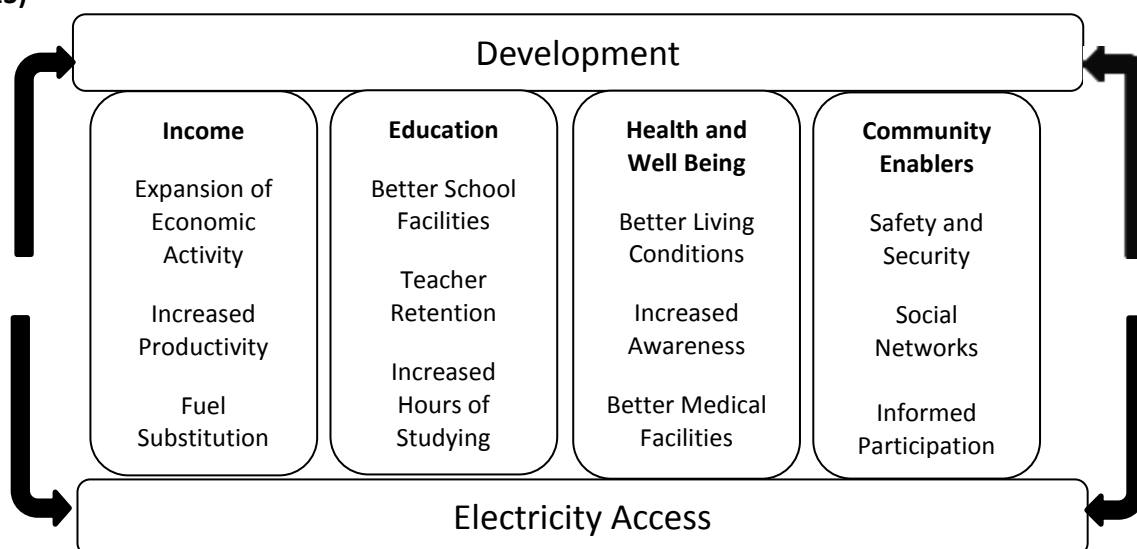 Development
Income
Expansion of
Economic
Activity
Increased
Productivity
Fuel
Substitution
Education
Better School
Facilities
Teacher
Retention
Increased
Hours of
Studying
Health and
Well Being
Better Living
Conditions
Increased
Awareness
Better Medical
Facilities
Community
Enablers
Safety and
Security
Social
Networks
Informed
Participation
Electricity Access